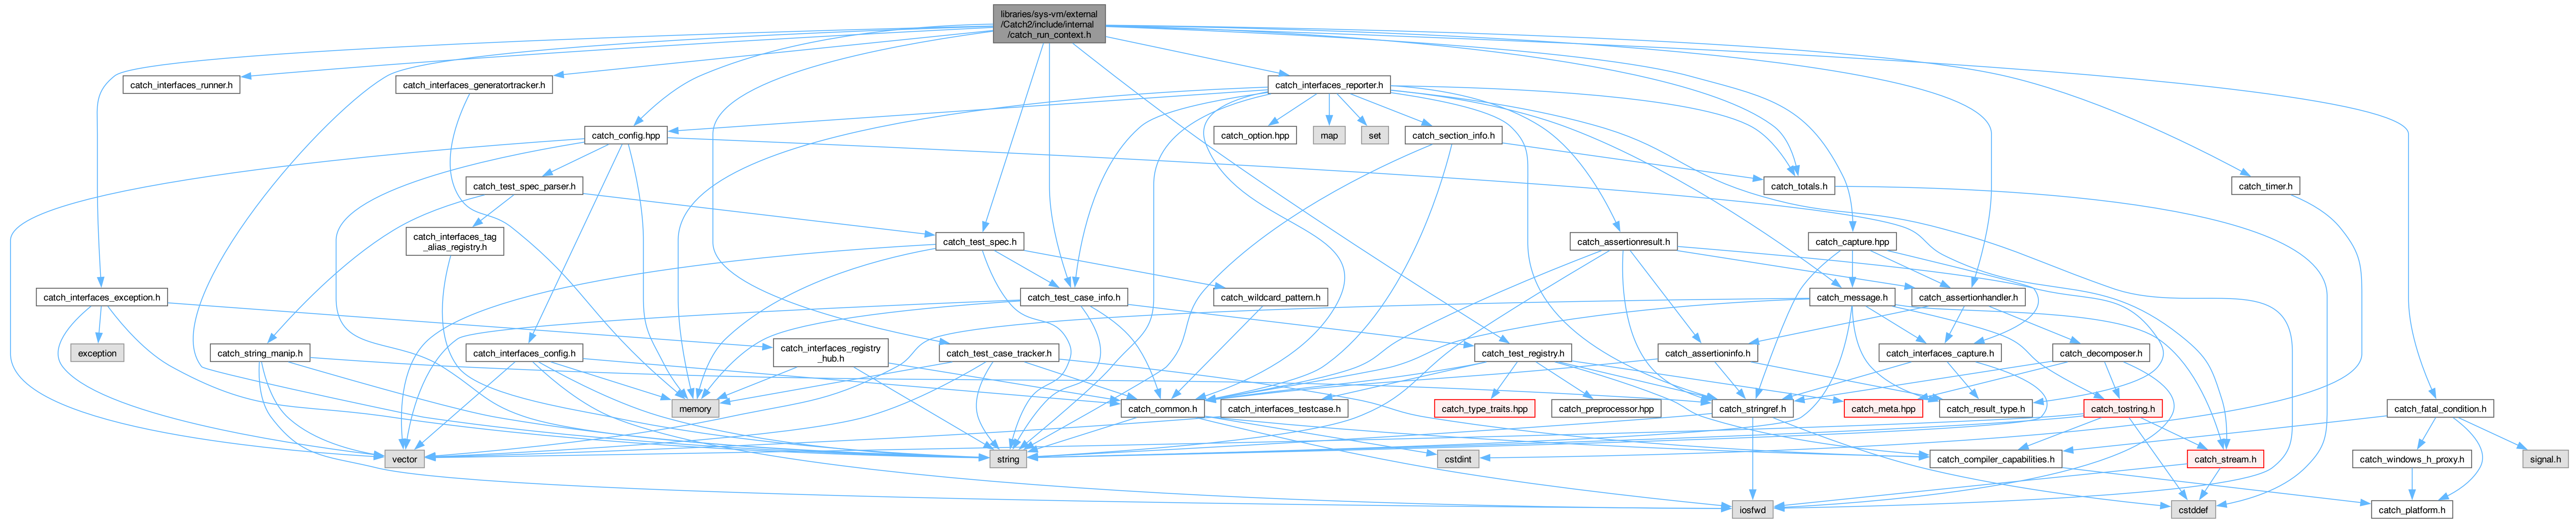 libraries/sys-vm/external
/Catch2/include/internal
/catch_run_context.h
catch_interfaces_runner.h
catch_interfaces_generatortracker.h
catch_interfaces_reporter.h
catch_config.hpp
catch_option.hpp
map
set
catch_section_info.h
catch_test_spec_parser.h
catch_totals.h
catch_timer.h
catch_interfaces_tag
_alias_registry.h
catch_test_spec.h
catch_assertionresult.h
catch_capture.hpp
catch_interfaces_exception.h
catch_test_case_info.h
catch_wildcard_pattern.h
catch_message.h
catch_assertionhandler.h
exception
catch_string_manip.h
catch_interfaces_config.h
catch_interfaces_registry
_hub.h
catch_test_case_tracker.h
catch_test_registry.h
catch_assertioninfo.h
catch_interfaces_capture.h
catch_decomposer.h
memory
catch_common.h
catch_interfaces_testcase.h
catch_type_traits.hpp
catch_preprocessor.hpp
catch_stringref.h
catch_meta.hpp
catch_result_type.h
catch_tostring.h
catch_fatal_condition.h
vector
string
cstdint
catch_compiler_capabilities.h
catch_stream.h
catch_windows_h_proxy.h
signal.h
iosfwd
cstddef
catch_platform.h